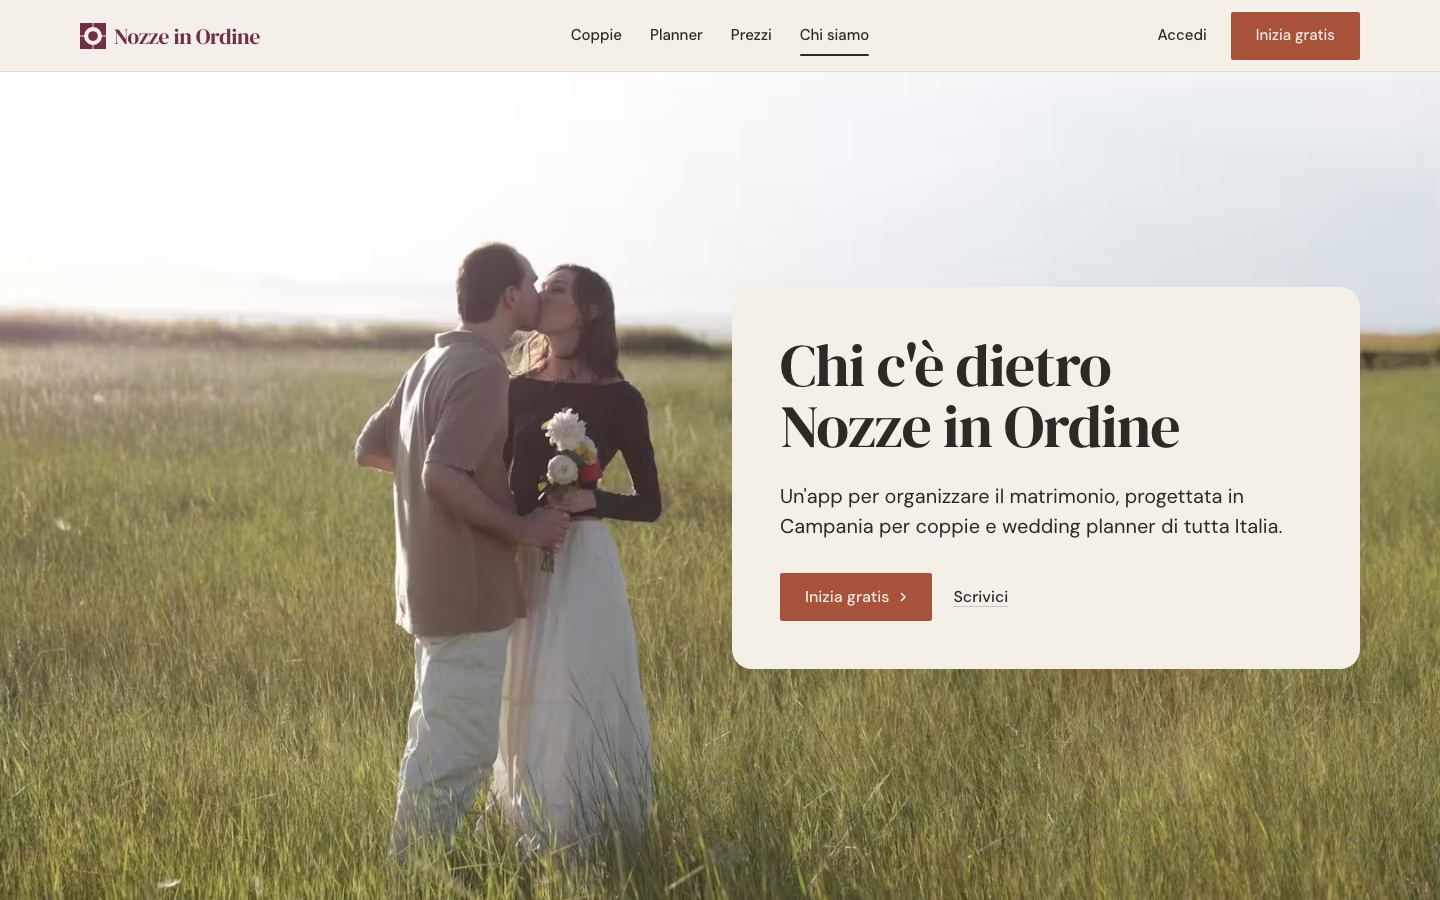 Nozze in Ordine
Coppie
Planner
Prezzi
Chi siamo
Accedi
Inizia gratis
Chi c'è dietro
Nozze in Ordine
Un'app per organizzare il matrimonio, progettata in
Campania per coppie e wedding planner di tutta Italia.
Inizia gratis
Scrivici